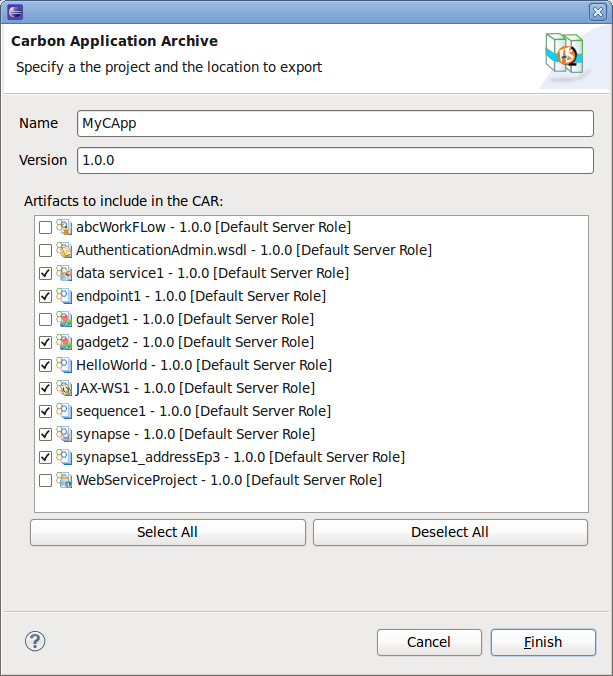 Carbon Application Archive
Specify a the project and the location to export
Name MyCApp
Version 1.0.0
Artifacts to include in the CAR:
abcWorkFLow - 1.0.0 [Default Server Role]
AuthenticationAdmin.wsdl - 1.0.0 [Default Server Role]
data service1 - 1.0.0 [Default Server Role]
endpoint1 - 1.0.0 [Default Server Role]
gadget1 - 1.0.0 [Default Server Role]
gadget2 - 1.0.0 [Default Server Role]
HelloWorld - 1.0.0 [Default Server Role]
JAX-WS1 - 1.0.0 [Default Server Role]
sequence1 - 1.0.0 [Default Server Role]
synapse - 1.0.0 [Default Server Role]
synapse1_addressEp3 - 1.0.0 [Default Server Role]
WebServiceProject - 1.0.0 [Default Server Role]
Select All Deselect All
? Cancel Finish